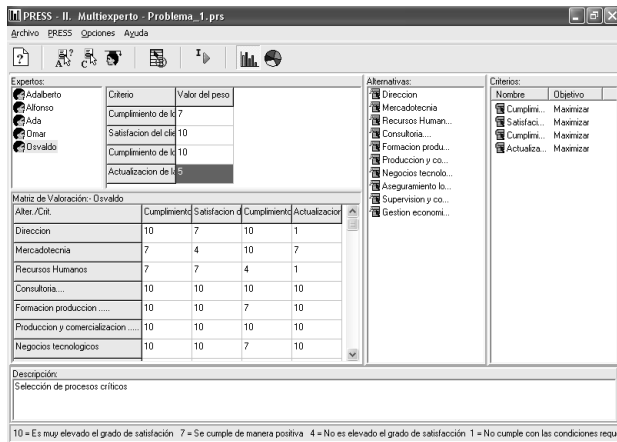 PRESS - II. Multiexperto - Problema_1.prs
Archivo PRESS Opciones Ayuda
Expertos:
Adalberto
Alfonso
Ada
Omar
Osvaldo
Criterio Valor del peso
Cumplimiento de lo 7
Satisfaccion del clie 10
Cumplimiento de lo 10
Actualizacion de la 5
Alternativas:
Direccion
Mercadotecnia
Recursos Human...
Consultoria....
Formacion produ...
Produccion y co...
Negocios tecnolo...
Aseguramiento lo...
Supervision y co...
Gestion economi...
Criterios:
Nombre Objetivo
Cumplimi... Maximizar
Satisfaci... Maximizar
Cumplimi... Maximizar
Actualiza... Maximizar
Matriz de Valoración:- Osvaldo
Alter./Crit. Cumplimiento Satisfaccion d Cumplimiento Actualizacion
Direccion 10 7 10 1
Mercadotecnia 7 4 10 7
Recursos Humanos 7 7 4 1
Consultoria.... 10 10 10 10
Formacion produccion ..... 10 10 7 10
Produccion y comercializacion ..... 10 10 10 10
Negocios tecnologicos 10 10 7 10
Descripción:
Selección de procesos críticos
10 = Es muy elevado el grado de satisfación 7 = Se cumple de manera positiva 4 = No es elevado el grado de satisfacción 1 = No cumple con las condiciones requ